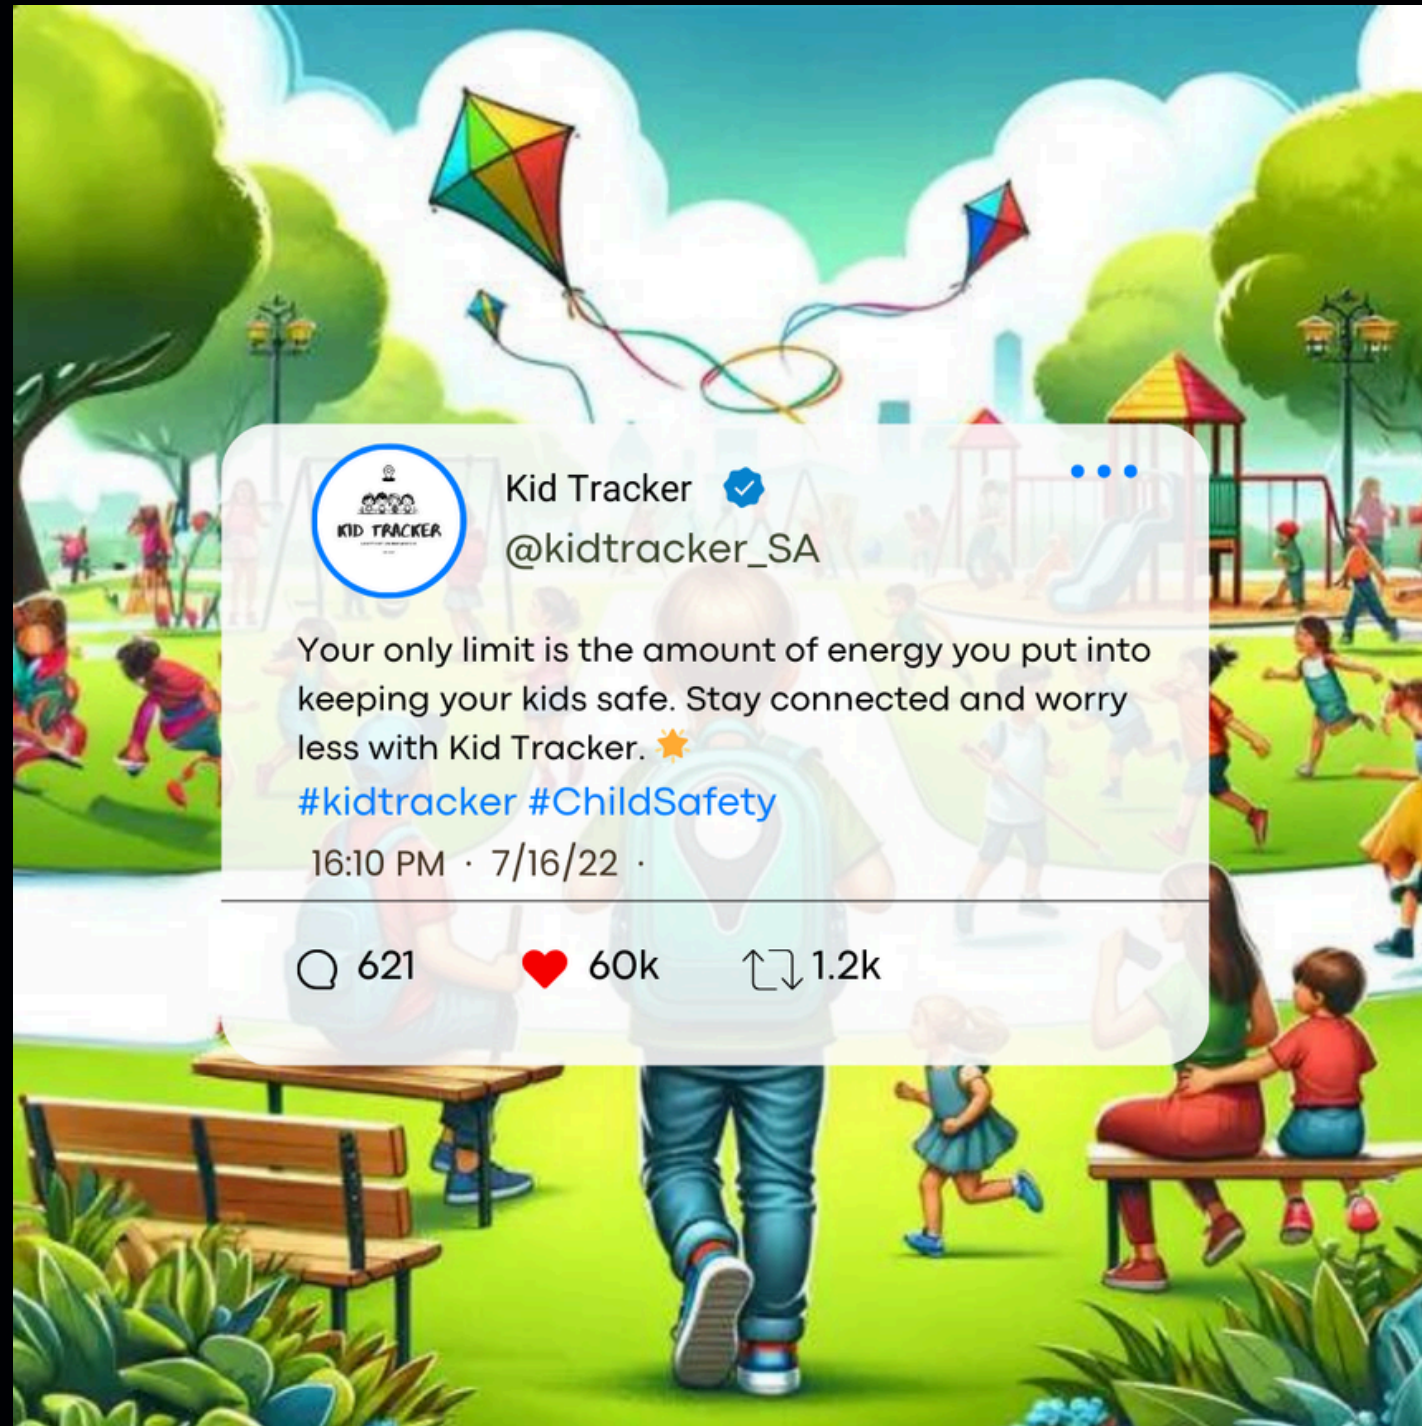 KID TRACKER
Kid Tracker
@kidtracker_SA
Your only limit is the amount of energy you put into
keeping your kids safe. Stay connected and worry
less with Kid Tracker. 🌟
#kidtracker #ChildSafety
16:10 PM · 7/16/22 ·
621 60k 1.2k